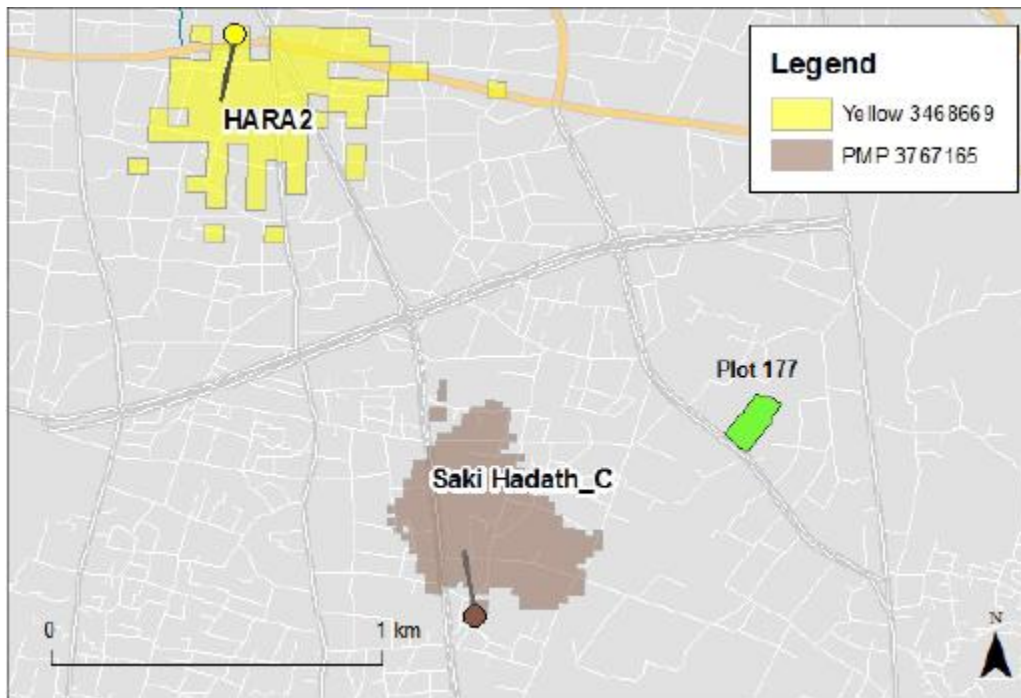 Legend
Yellow 3468669
PMP 3767165
HARA2
Plot 177
Saki Hadath_C
0 1 km
N